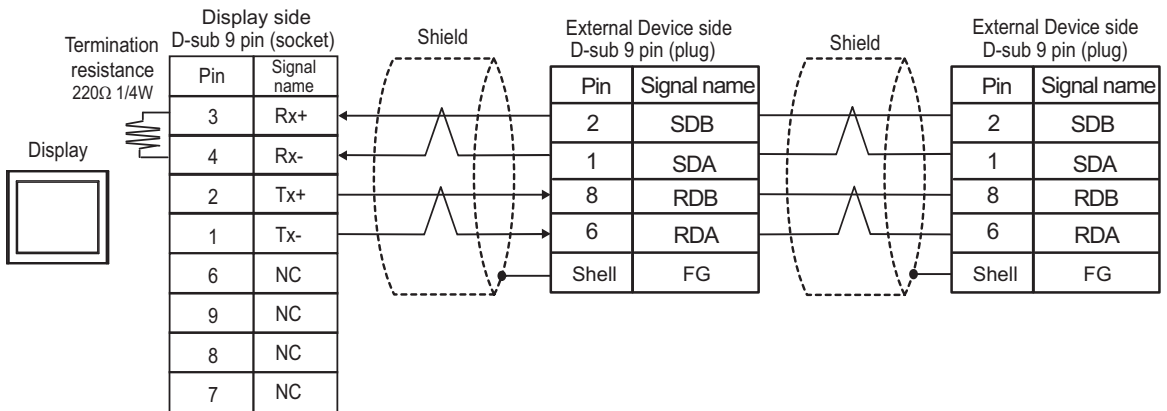 Termination
resistance
220Ω 1/4W
Display
Display side
D-sub 9 pin (socket)
Pin Signal name
3 Rx+
4 Rx-
2 Tx+
1 Tx-
6 NC
9 NC
8 NC
7 NC
Shield
External Device side
D-sub 9 pin (plug)
Pin Signal name
2 SDB
1 SDA
8 RDB
6 RDA
Shell FG
Shield
External Device side
D-sub 9 pin (plug)
Pin Signal name
2 SDB
1 SDA
8 RDB
6 RDA
Shell FG